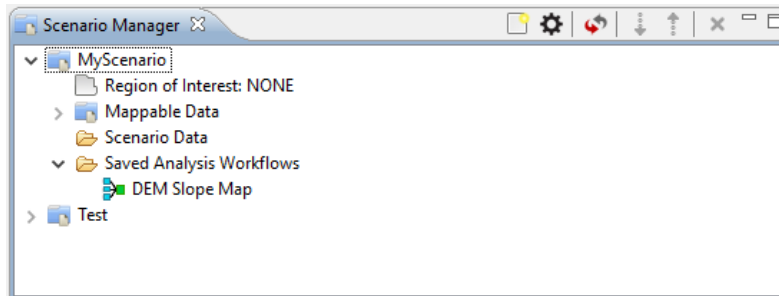 Scenario Manager
MyScenario
Region of Interest: NONE
Mappable Data
Scenario Data
Saved Analysis Workflows
DEM Slope Map
Test